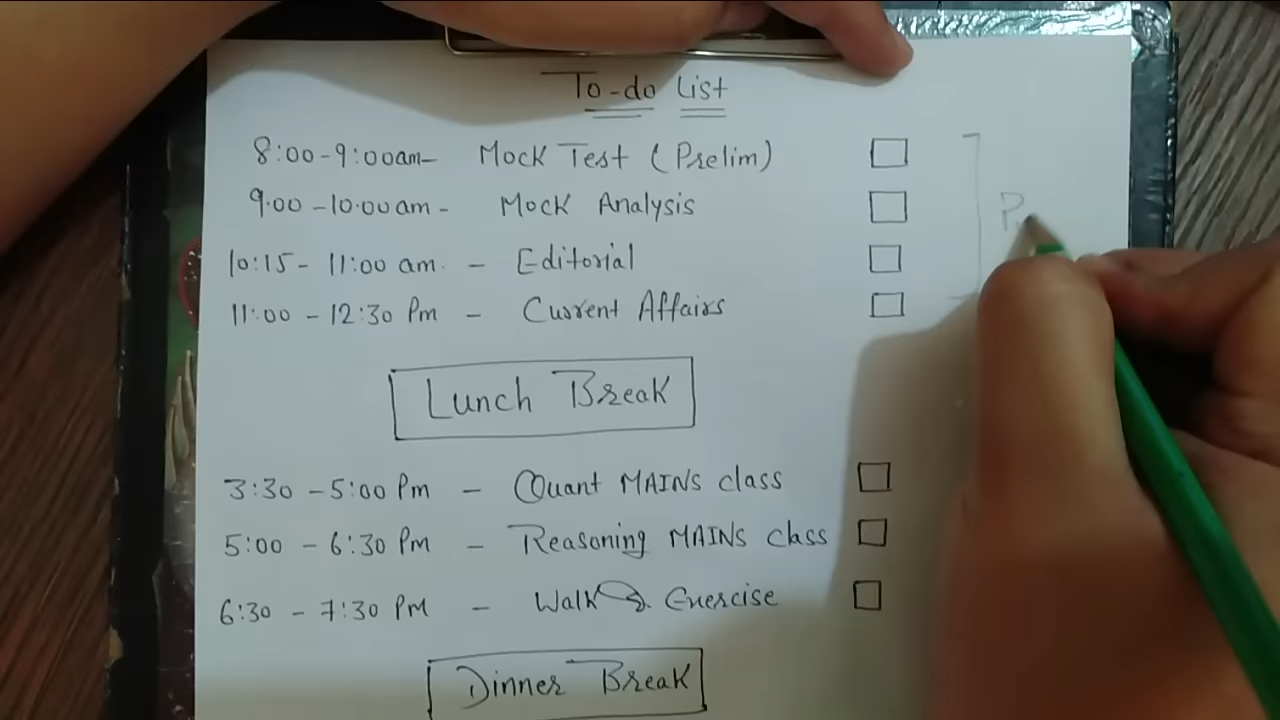 To-do List
8:00-9:00am- Mock Test (Prelim)
9:00-10:00am- Mock Analysis
10:15-11:00 am. - Editorial
11:00-12:30 Pm - Current Affairs
Lunch Break
3:30-5:00 Pm - Quant MAINS class
5:00-6:30 Pm - Reasoning MAINS class
6:30-7:30 PM - Walk & Exercise
Dinner Break